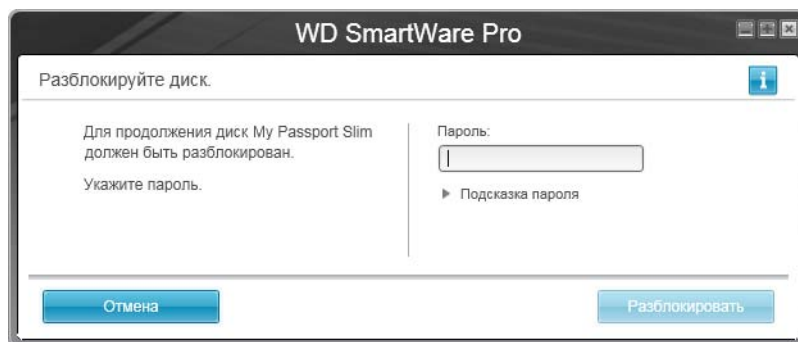 WD SmartWare Pro
Разблокируйте диск.
Для продолжения диск My Passport Slim
должен быть разблокирован.
Укажите пароль.
Пароль:
Подсказка пароля
Отмена
Разблокировать